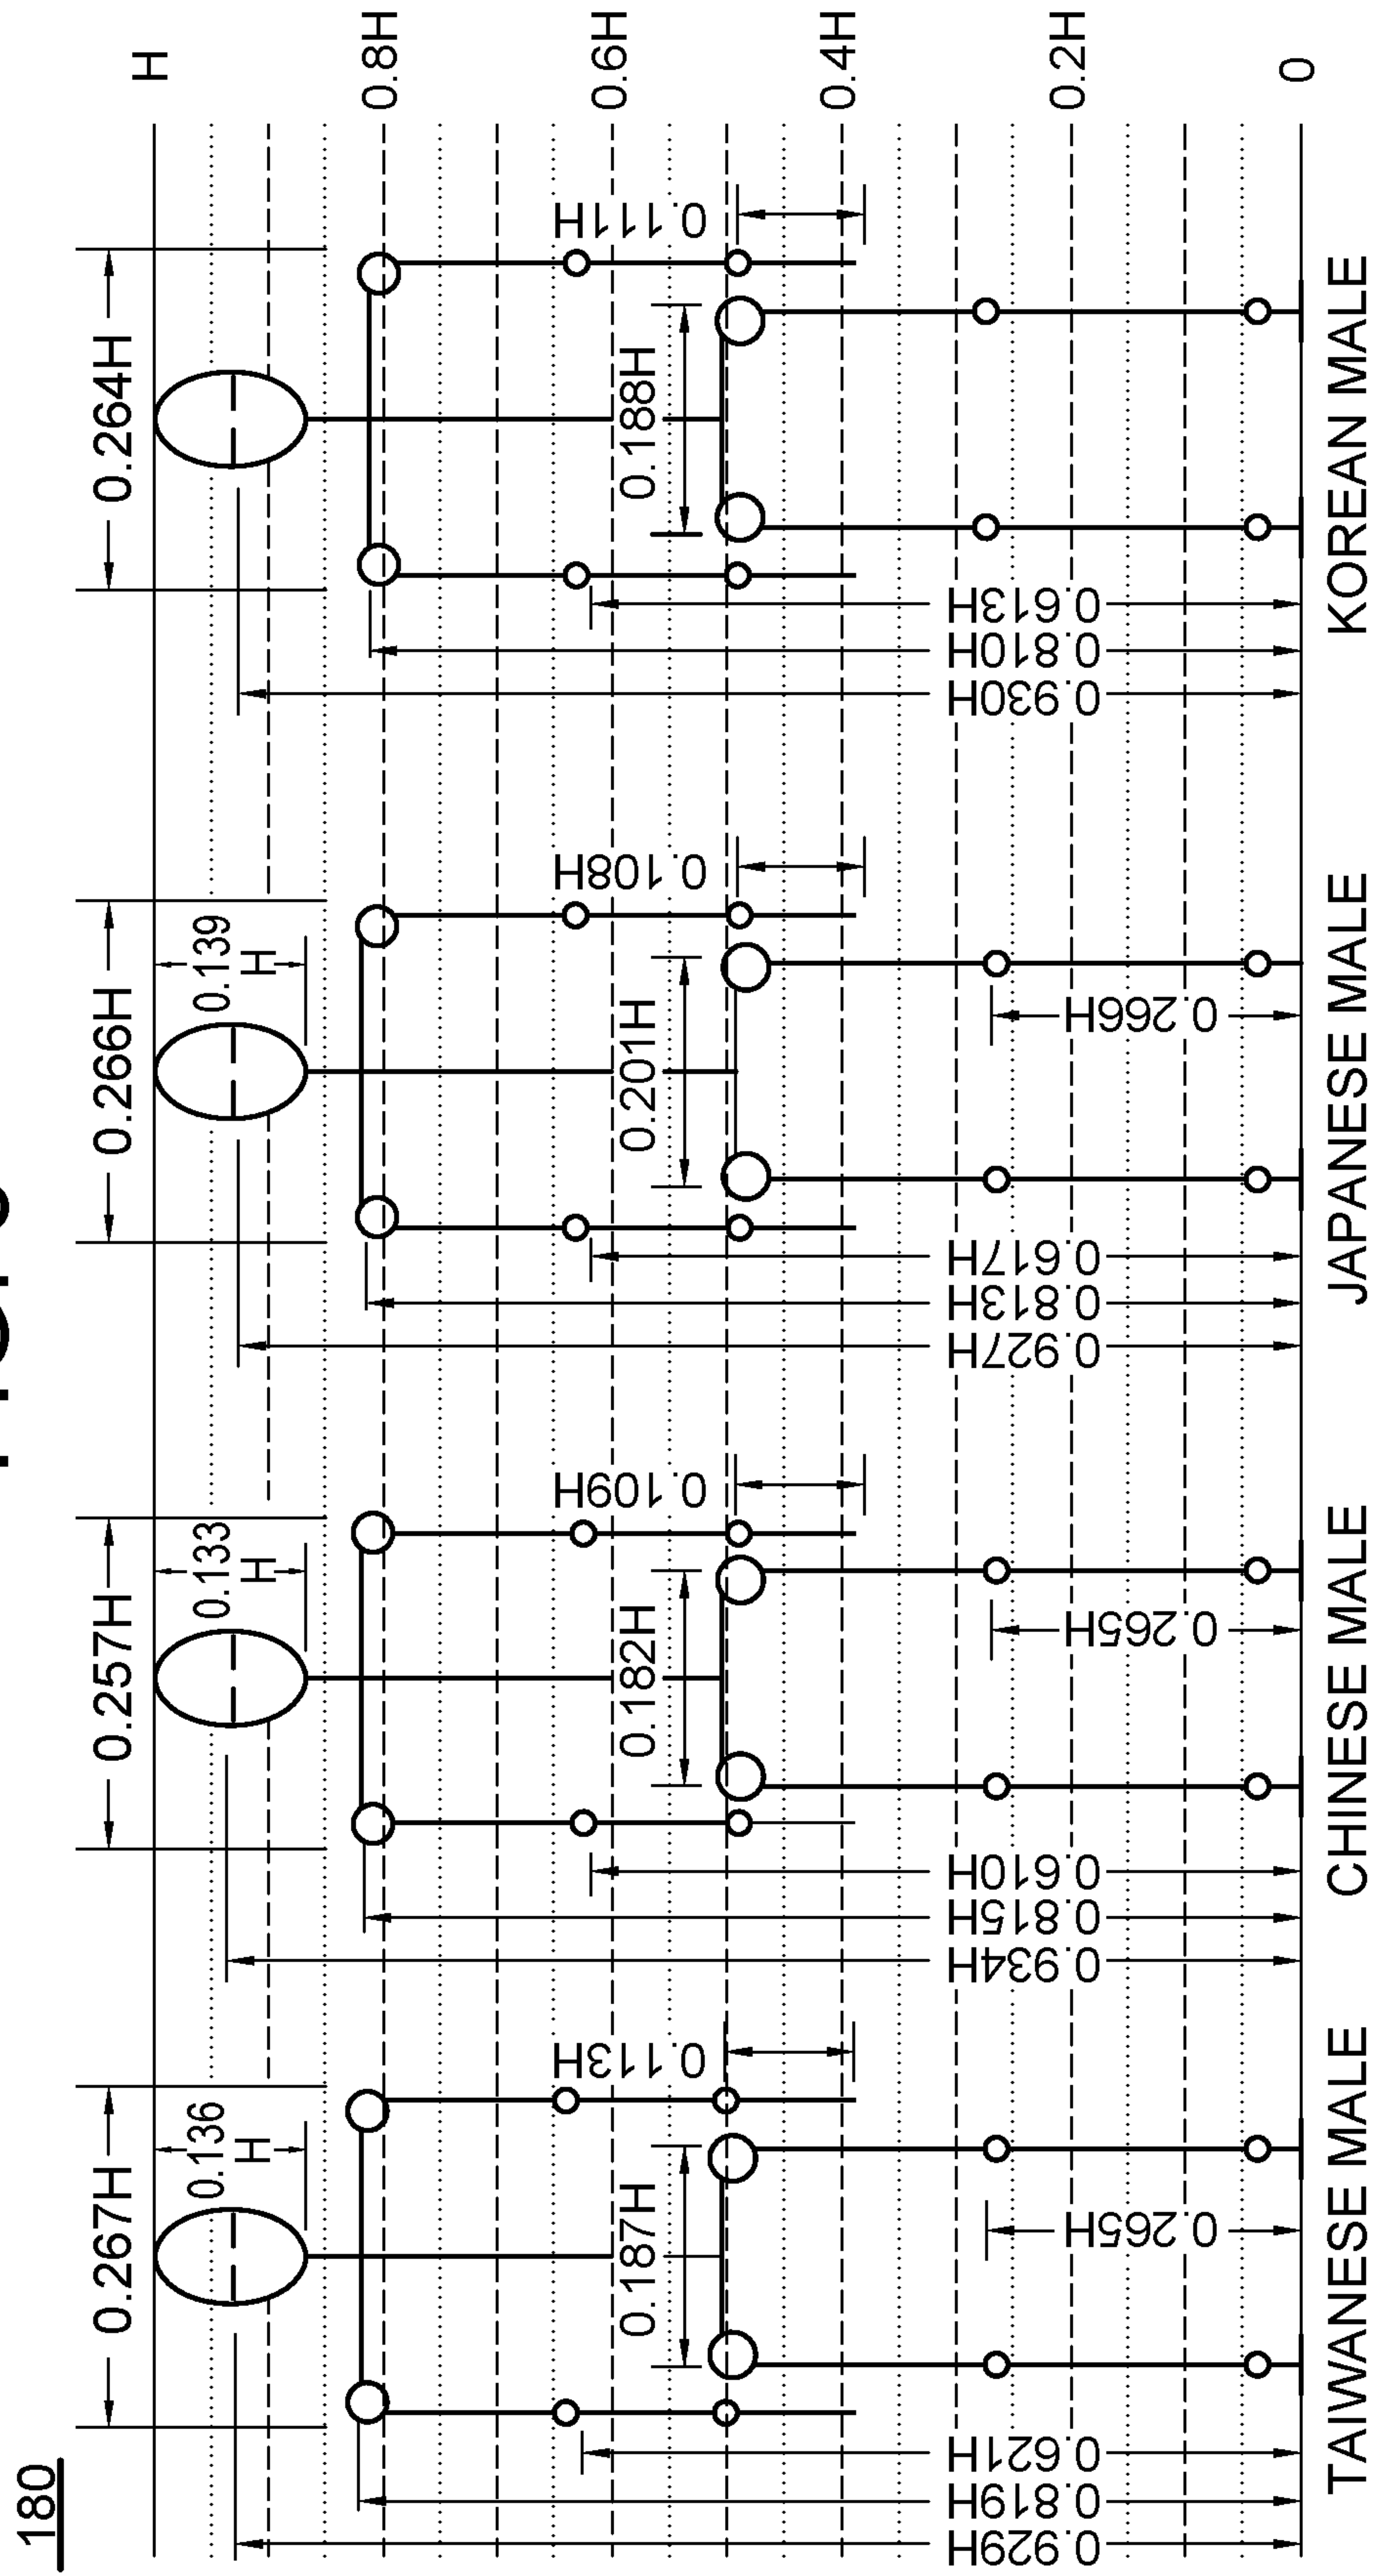 180
0.267H
0.257H
0.266H
0.264H
H
0.136
H
0.133
H
0.139
H
0.8H
0.113H
0.109H
0.108H
0.111H
0.6H
0.187H
0.182H
0.201H
0.188H
0.4H
0.929H
0.819H
0.621H
0.265H
0.934H
0.815H
0.610H
0.265H
0.927H
0.813H
0.617H
0.266H
0.930H
0.810H
0.613H
0.2H
0
TAIWANESE MALE
CHINESE MALE
JAPANESE MALE
KOREAN MALE